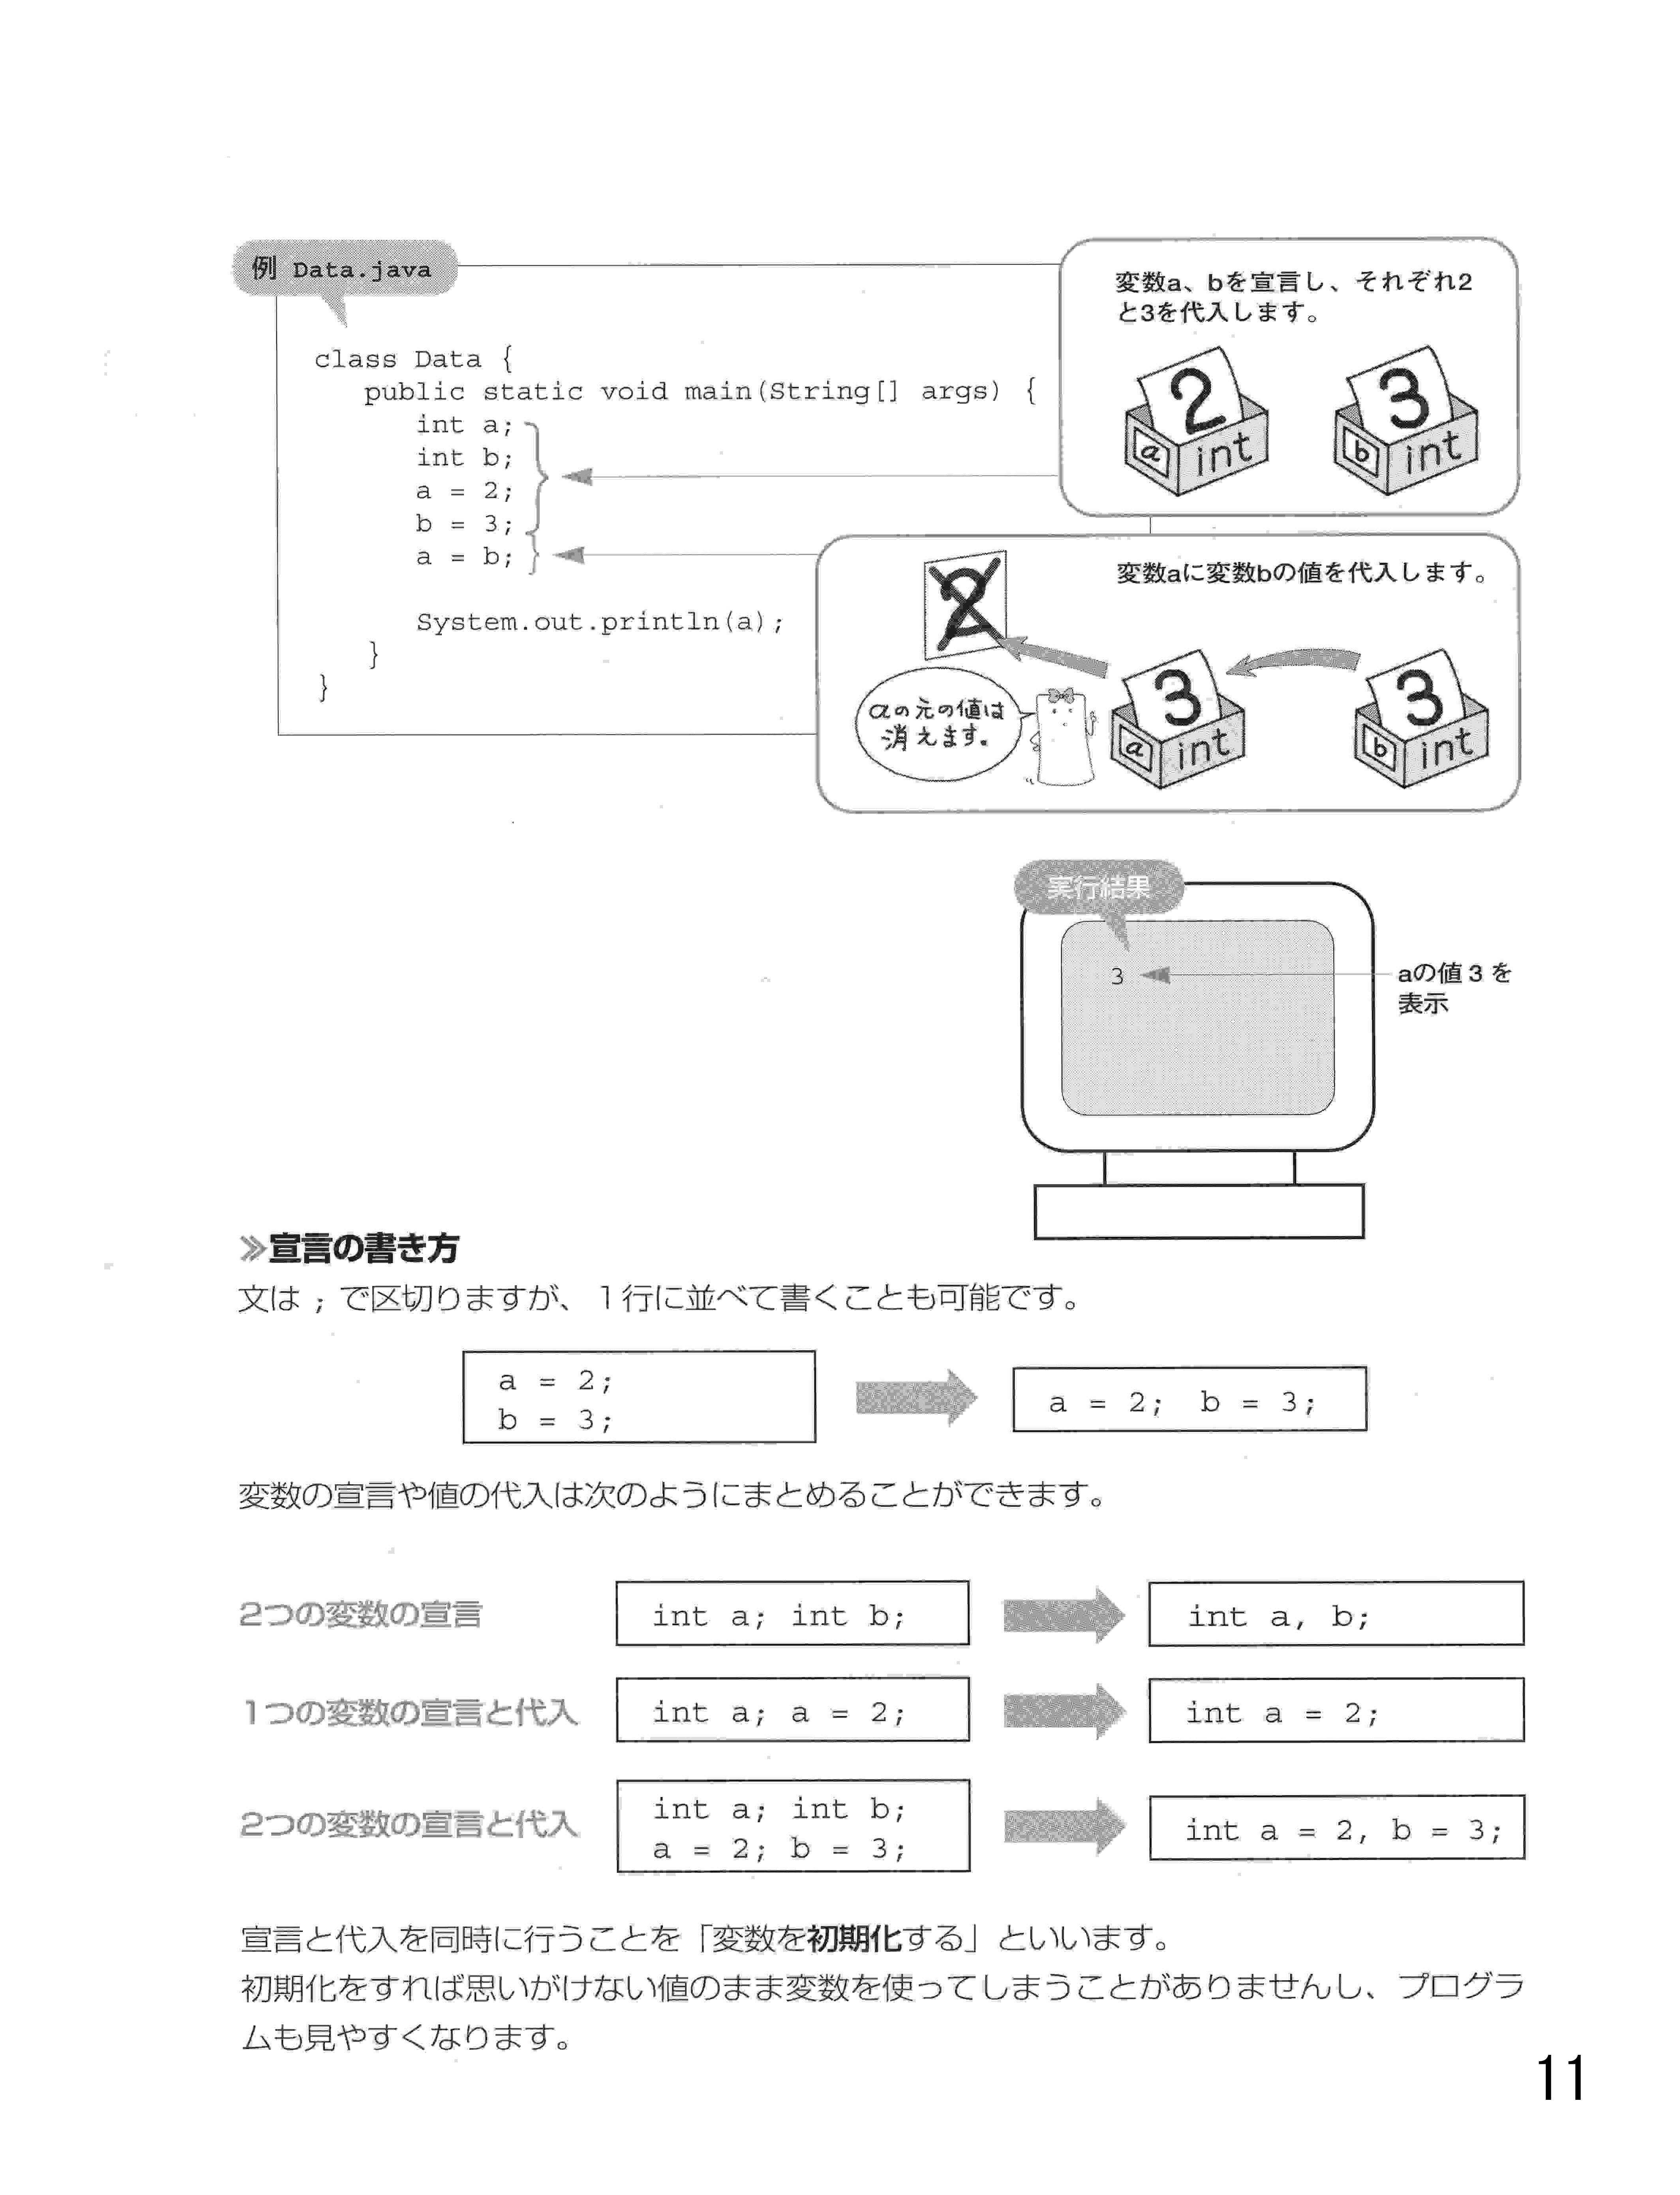 例 Data.java
class Data {
public static void main(String[] args) {
int a;
int b;
a = 2;
b = 3;
a = b;
System.out.println(a);
}
}
変数a、bを宣言し、それぞれ2
と3を代入します。
2
a int
3
b int
変数aに変数bの値を代入します。
2
aの元の値は
消えます。
3
a int
3
b int
実行結果
3
aの値3を
表示
≫宣言の書き方
文は ; で区切りますが、1行に並べて書くことも可能です。
a = 2;
b = 3;
a = 2; b = 3;
変数の宣言や値の代入は次のようにまとめることができます。
2つの変数の宣言
int a; int b;
int a, b;
1つの変数の宣言と代入
int a; a = 2;
int a = 2;
2つの変数の宣言と代入
int a; int b;
a = 2; b = 3;
int a = 2, b = 3;
宣言と代入を同時に行うことを「変数を初期化する」といいます。
初期化をすれば思いがけない値のまま変数を使ってしまうことがありませんし、プログラ
ムも見やすくなります。
11